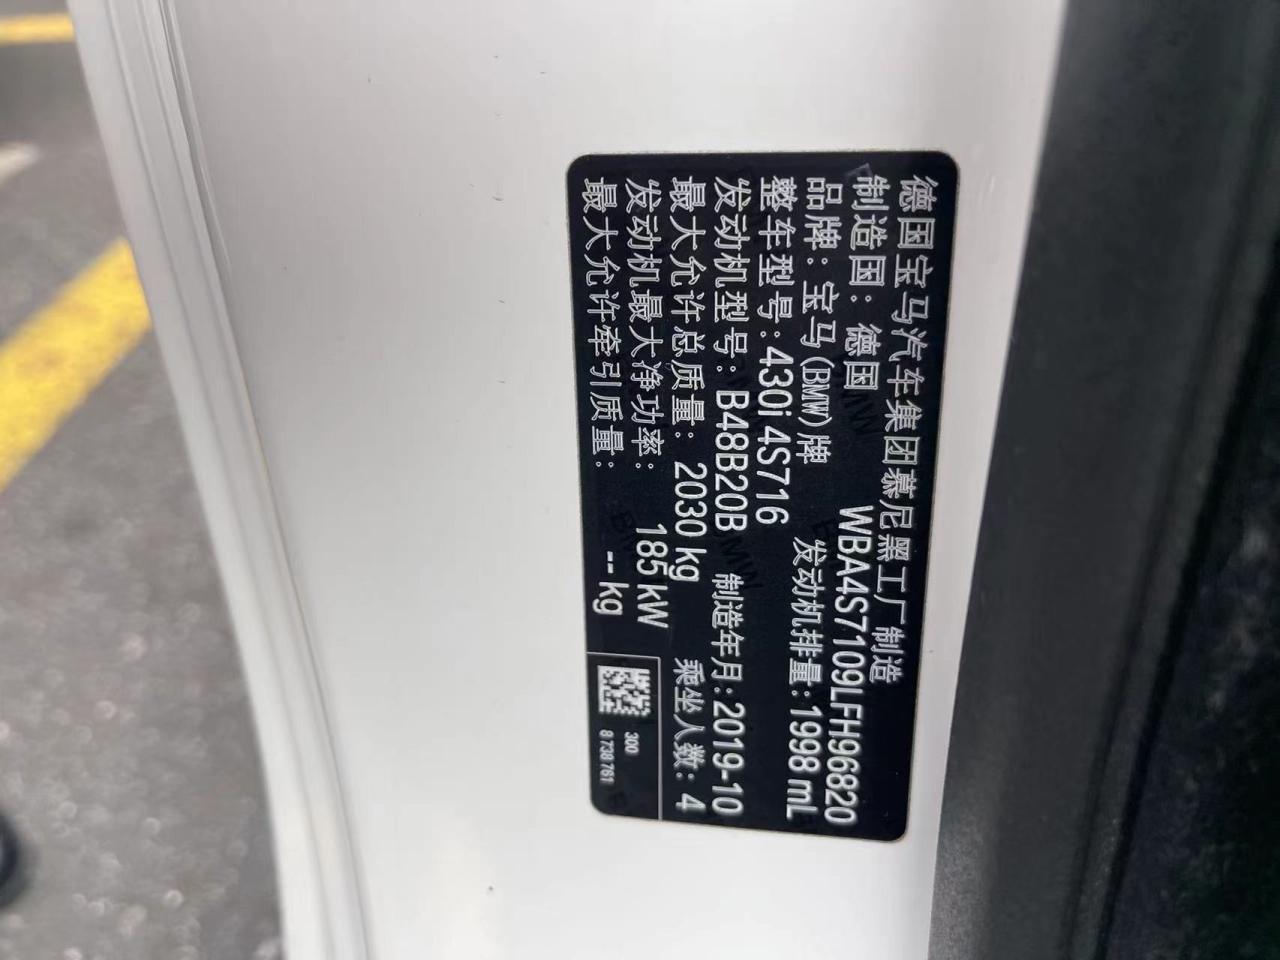 德国宝马汽车集团慕尼黑工厂制造
制造国：德国 WBA4S7109LFH96820
品牌：宝马(BMW)牌 发动机排量：1998 mL
整车型号：430i 4S716
发动机型号：B48B20B 制造年月：2019-10
最大允许总质量：2030 kg 乘坐人数：4
发动机最大净功率：185 kW
最大允许牵引质量：-- kg
300
8 738 761